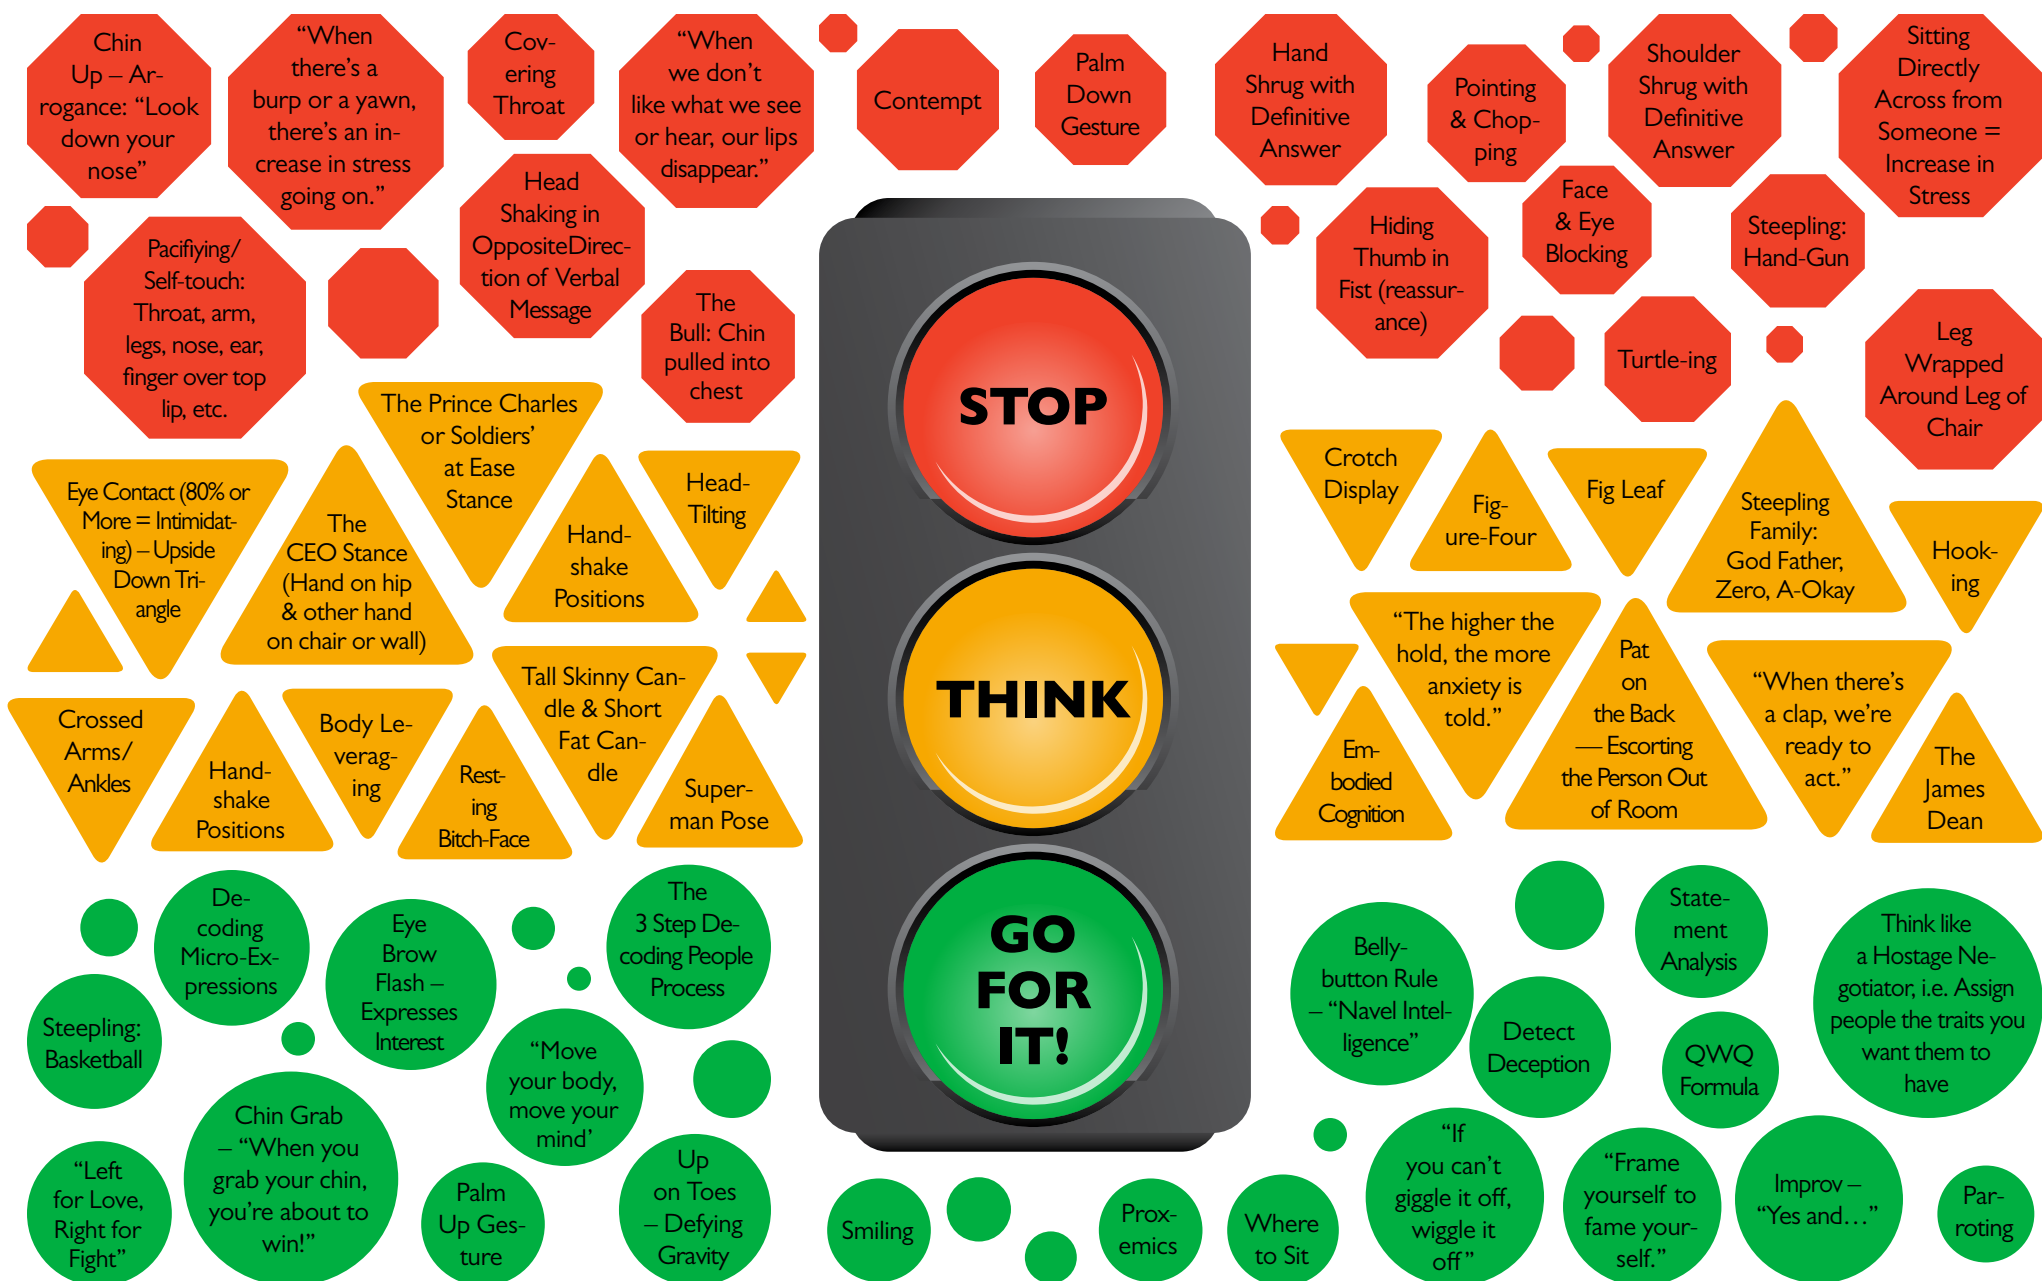 Chin
Up – Ar-
rogance: “Look
down your
nose”
“When
there’s a
burp or a yawn,
there’s an in-
crease in stress
going on.”
Cov-
ering
Throat
“When
we don’t
like what we see
or hear, our lips
disappear.”
Contempt
Palm
Down
Gesture
Hand
Shrug with
Definitive
Answer
Pointing
& Chop-
ping
Shoulder
Shrug with
Definitive
Answer
Sitting
Directly
Across from
Someone =
Increase in
Stress
Pacifiying/
Self-touch:
Throat, arm,
legs, nose, ear,
finger over top
lip, etc.
Head
Shaking in
OppositeDirec-
tion of Verbal
Message
The
Bull: Chin
pulled into
chest
Hiding
Thumb in
Fist (reassur-
ance)
Face
& Eye
Blocking
Steepling:
Hand-Gun
Turtle-ing
Leg
Wrapped
Around Leg of
Chair
STOP
Eye Contact (80% or
More = Intimidat-
ing) – Upside
Down Tri-
angle
The
CEO Stance
(Hand on hip
& other hand
on chair or wall)
The Prince Charles
or Soldiers’
at Ease
Stance
Hand-
shake
Positions
Head-
Tilting
Crotch
Display
Fig-
ure-Four
Fig Leaf
Steepling
Family:
God Father,
Zero, A-Okay
Hook-
ing
THINK
Crossed
Arms/
Ankles
Hand-
shake
Positions
Body Le-
verag-
ing
Rest-
ing
Bitch-Face
Tall Skinny Can-
dle & Short
Fat Can-
dle
Super-
man Pose
Em-
bodied
Cognition
“The higher the
hold, the more
anxiety is
told.”
Pat
on
the Back
— Escorting
the Person Out
of Room
“When there’s
a clap, we’re
ready to
act.”
The
James
Dean
De-
coding
Micro-Ex-
pressions
Eye
Brow
Flash –
Expresses
Interest
The
3 Step De-
coding People
Process
Steepling:
Basketball
“Move
your body,
move your
mind’
GO
FOR
IT!
Belly-
button Rule
– “Navel Intel-
ligence”
State-
ment
Analysis
Think like
a Hostage Ne-
gotiator, i.e. Assign
people the traits you
want them to
have
Detect
Deception
QWQ
Formula
“Left
for Love,
Right for
Fight”
Chin Grab
– “When you
grab your chin,
you’re about to
win!”
Palm
Up Ges-
ture
Up
on Toes
– Defying
Gravity
Smiling
Prox-
emics
Where
to Sit
“If
you can’t
giggle it off,
wiggle it
off”
“Frame
yourself to
fame your-
self.”
Improv –
“Yes and…”
Par-
roting